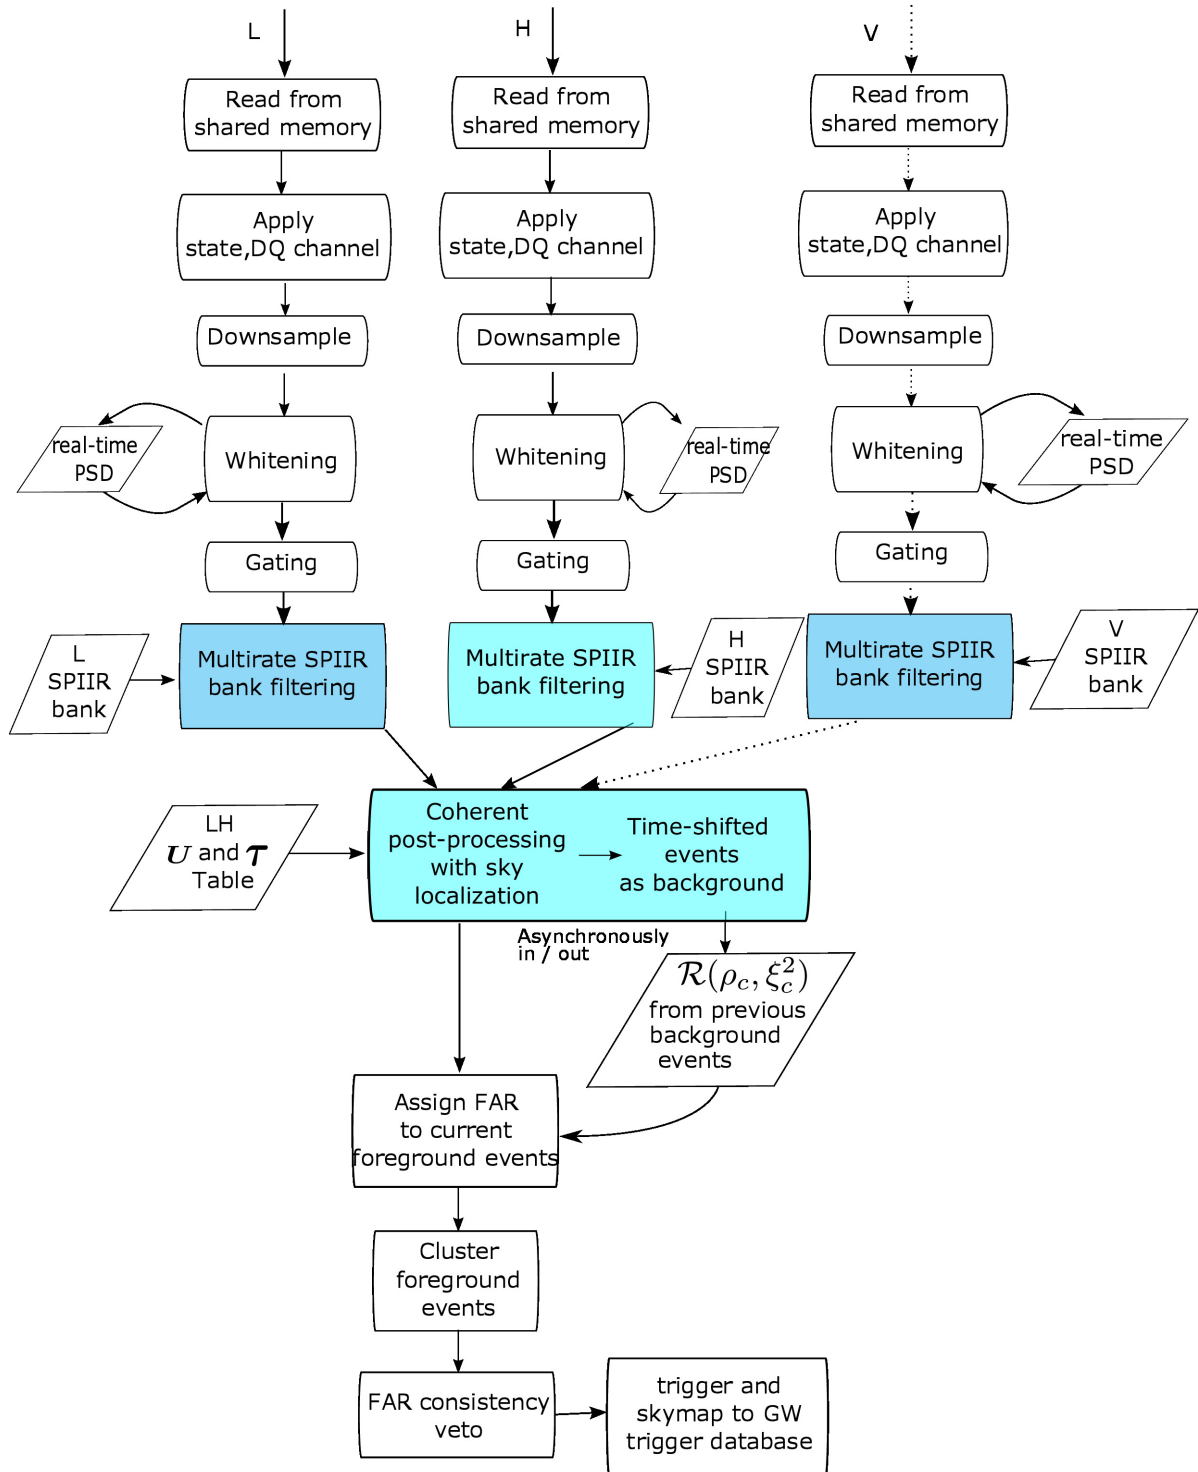 L
H
V
Read from
shared memory
Read from
shared memory
Read from
shared memory
Apply
state,DQ channel
Apply
state,DQ channel
Apply
state,DQ channel
Downsample
Downsample
Downsample
real-time
PSD
Whitening
Whitening
real-time
PSD
Whitening
real-time
PSD
Gating
Gating
Gating
L
SPIIR
bank
Multirate SPIIR
bank filtering
Multirate SPIIR
bank filtering
H
SPIIR
bank
Multirate SPIIR
bank filtering
V
SPIIR
bank
LH
U and τ
Table
Coherent
post-processing
with sky
localization
Time-shifted
events
as background
Asynchronously
in / out
ℛ(ρ_c, ξ_c^2)
from previous
background
events
Assign FAR
to current
foreground events
Cluster
foreground
events
FAR consistency
veto
trigger and
skymap to GW
trigger database